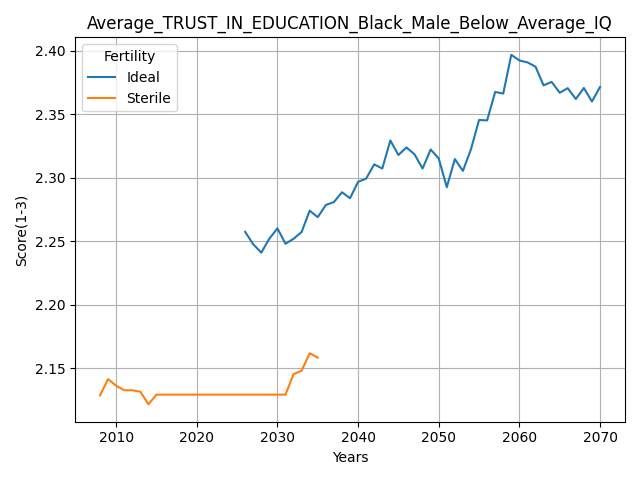 Average_TRUST_IN_EDUCATION_Black_Male_Below_Average_IQ
Fertility
Ideal
Sterile
2.40
2.35
2.30
2.25
2.20
2.15
Score(1-3)
2010
2020
2030
2040
2050
2060
2070
Years